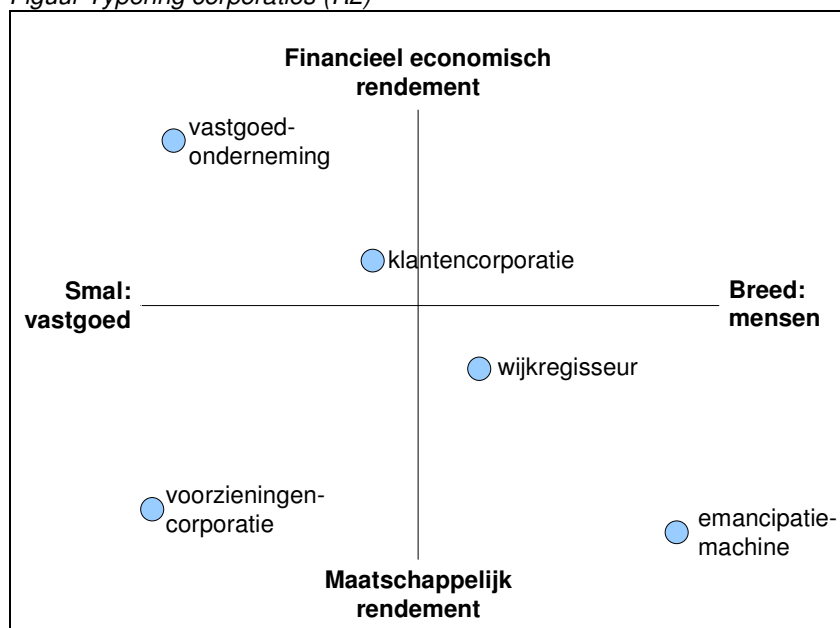 Figuur Typering corporaties (H2)
Financieel economisch
rendement
vastgoed-
onderneming
klantencorporatie
Smal:
vastgoed
Breed:
mensen
wijkregisseur
voorzieningen-
corporatie
emancipatie-
machine
Maatschappelijk
rendement